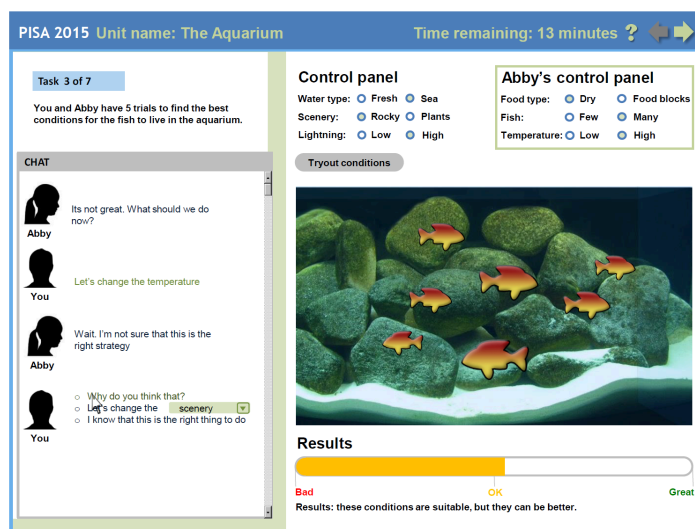 PISA 2015 Unit name: The Aquarium
Time remaining: 13 minutes ?
Task 3 of 7
You and Abby have 5 trials to find the best
conditions for the fish to live in the aquarium.
CHAT
Its not great. What should we do
now?
Abby
Let's change the temperature
You
Wait. I'm not sure that this is the
right strategy
Abby
Why do you think that?
Let's change the scenery
I know that this is the right thing to do
You
Control panel
Water type: Fresh Sea
Scenery: Rocky Plants
Lightning: Low High
Abby's control panel
Food type: Dry Food blocks
Fish: Few Many
Temperature: Low High
Tryout conditions
Results
Bad OK Great
Results: these conditions are suitable, but they can be better.